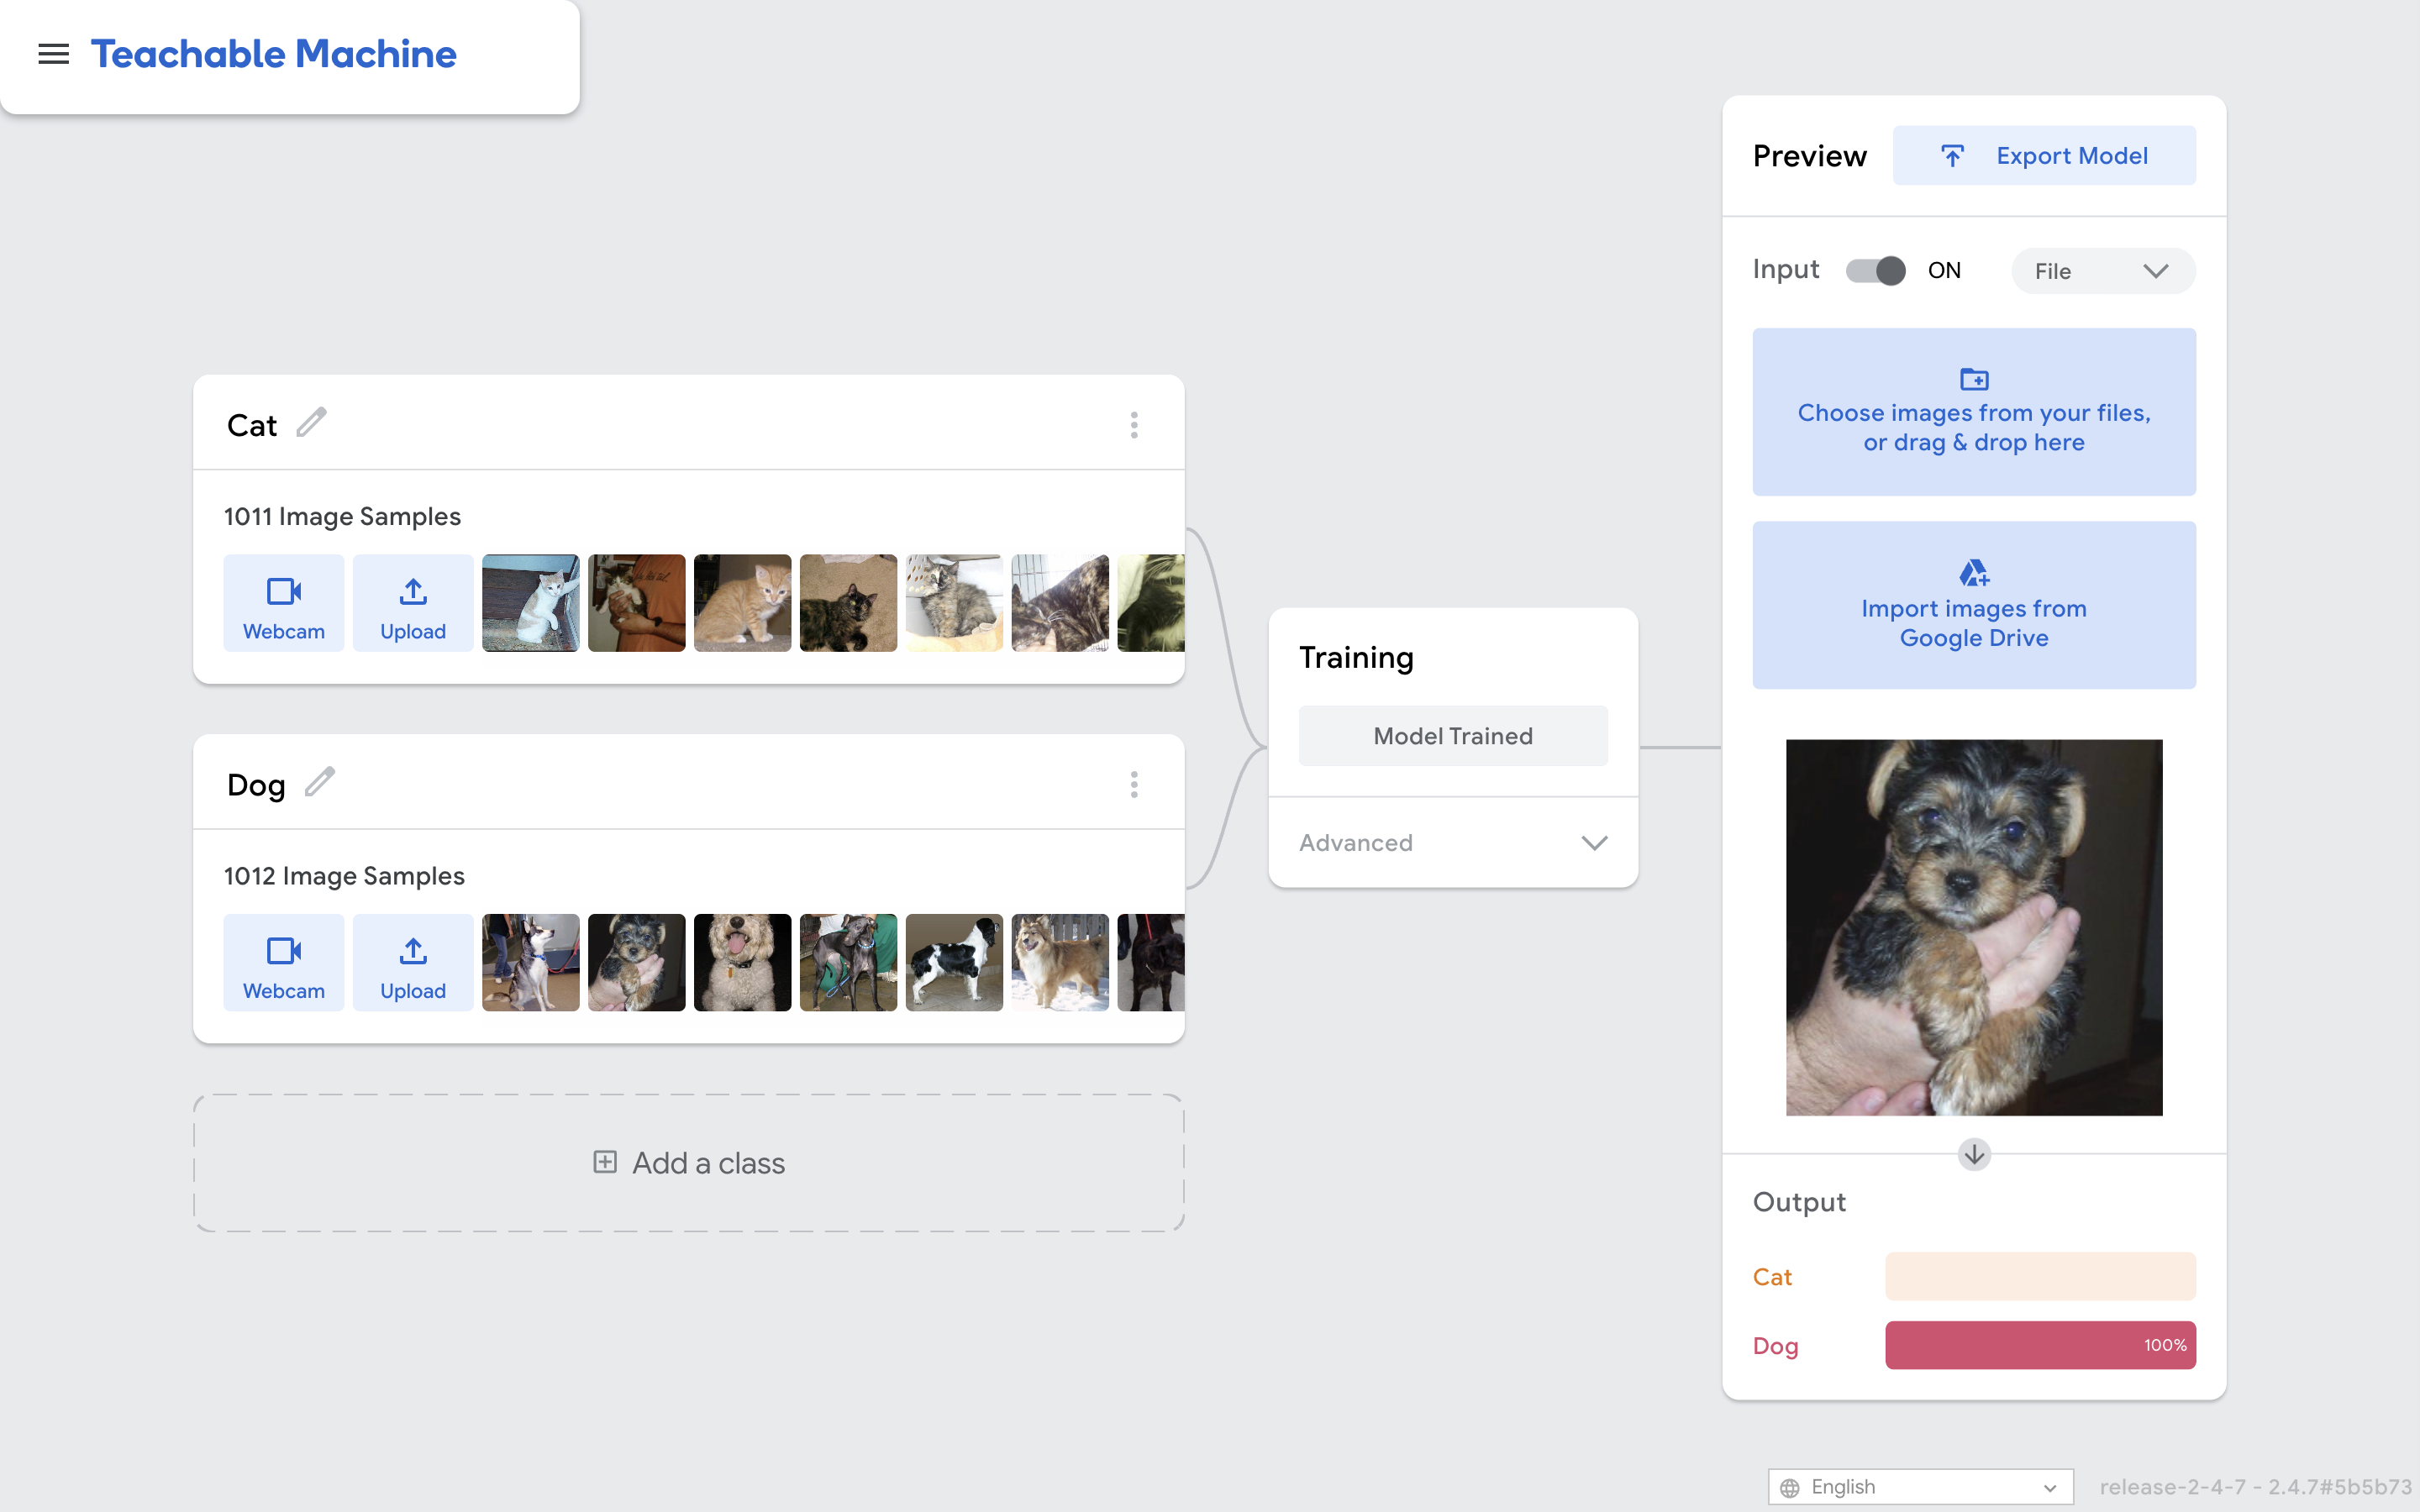 Teachable Machine
Cat
1011 Image Samples
Webcam
Upload
Dog
1012 Image Samples
Webcam
Upload
Add a class
Training
Model Trained
Advanced
Preview
Export Model
Input
ON
File
Choose images from your files,
or drag & drop here
Import images from
Google Drive
Output
Cat
Dog
100%
English
release-2-4-7 - 2.4.7#5b5b73